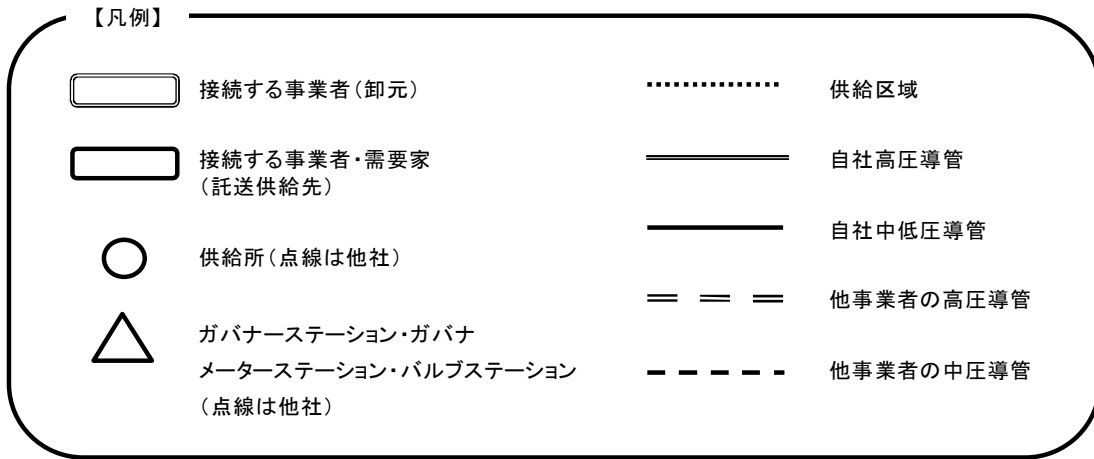 【凡例】
接続する事業者(卸元)
接続する事業者・需要家
(託送供給先)
供給所(点線は他社)
ガバナーステーション・ガバナ
メーターステーション・バルブステーション
(点線は他社)
供給区域
自社高圧導管
自社中低圧導管
他事業者の高圧導管
他事業者の中圧導管